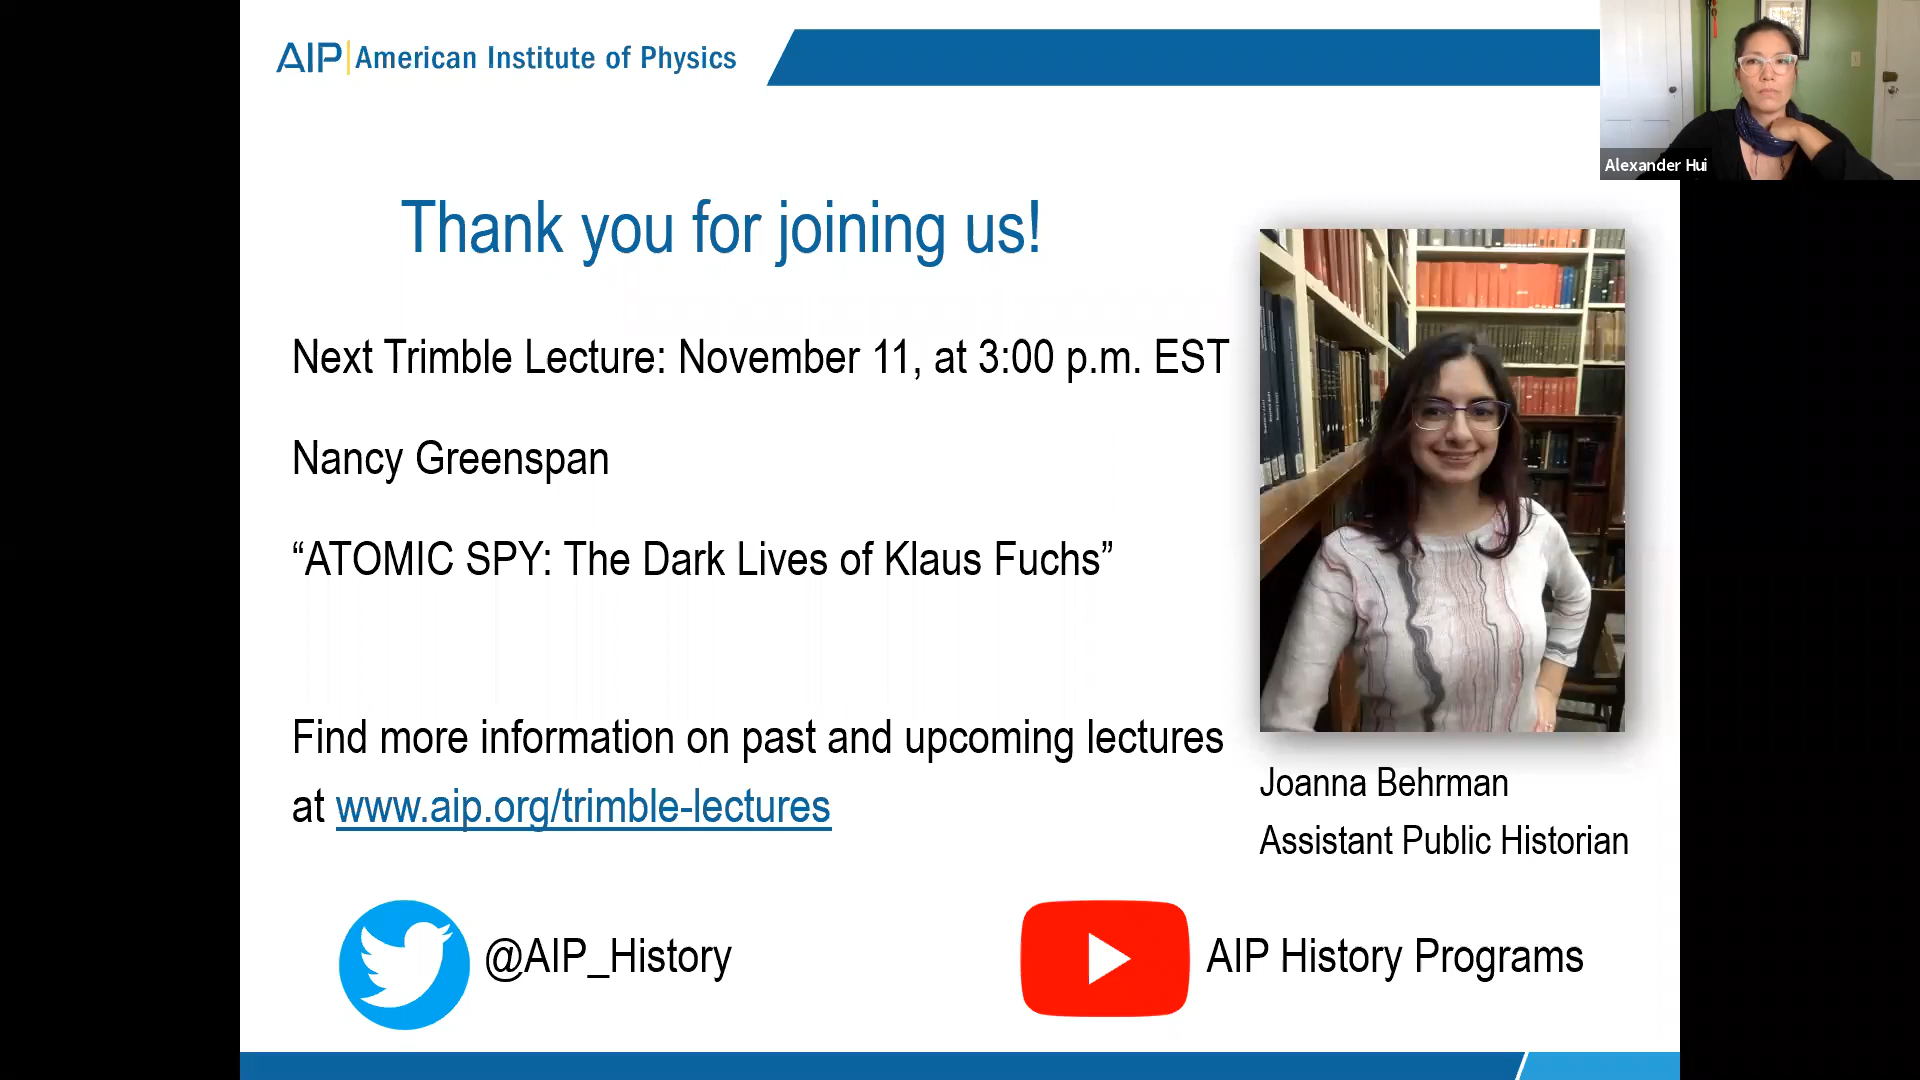 AIP American Institute of Physics
Alexander Hui
Thank you for joining us!
Next Trimble Lecture: November 11, at 3:00 p.m. EST
Nancy Greenspan
“ATOMIC SPY: The Dark Lives of Klaus Fuchs”
Find more information on past and upcoming lectures
at www.aip.org/trimble-lectures
Joanna Behrman
Assistant Public Historian
@AIP_History
AIP History Programs